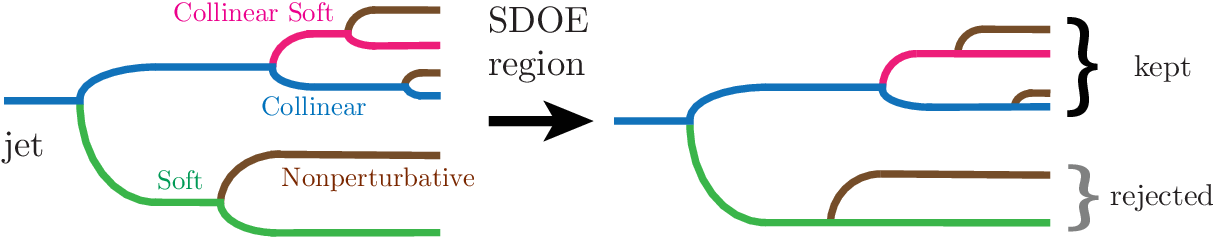 Collinear Soft
SDOE
region
kept
Collinear
jet
Soft
Nonperturbative
rejected